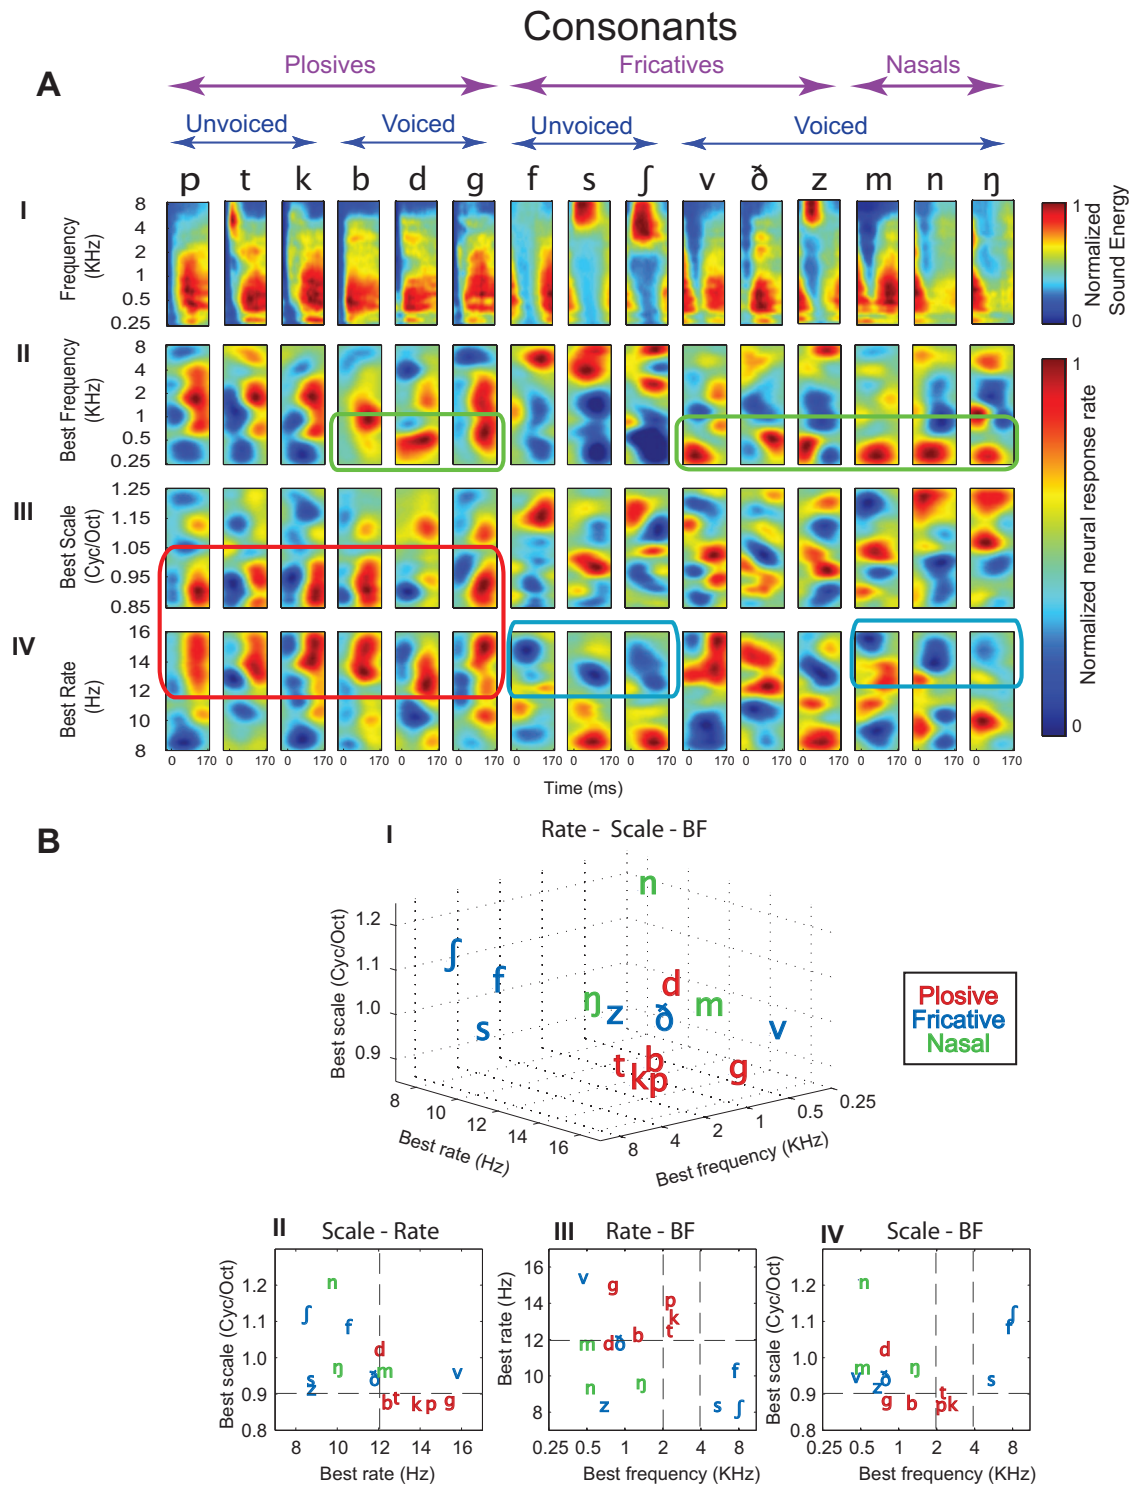 Consonants
A
Plosives Fricatives Nasals
Unvoiced Voiced Unvoiced Voiced
p t k b d g f s ʃ v ð z m n ŋ
I
Frequency
(KHz)
8
4
2
1
0.5
0.25
1
0
Normalized
Sound Energy
II
Best Frequency
(KHz)
8
4
2
1
0.5
0.25
III
Best Scale
(Cyc/Oct)
1.25
1.15
1.05
0.95
0.85
IV
Best Rate
(Hz)
16
14
12
10
8
1
0
Normalized neural response rate
0 170 0 170 0 170 0 170 0 170 0 170 0 170 0 170 0 170 0 170 0 170 0 170 0 170 0 170 0 170
Time (ms)
B
I
Rate - Scale - BF
Best scale (Cyc/Oct)
1.2
1.1
1.0
0.9
n
ʃ
f
d
ŋ
z
ð
m
s
v
b
t
k
p
g
8
10
12
14
16
Best rate (Hz)
8
4
2
1
0.5
0.25
Best frequency (KHz)
Plosive
Fricative
Nasal
II
Scale - Rate
Best scale (Cyc/Oct)
1.2
1.1
1.0
0.9
0.8
n
ʃ
f
d
ŋ
m
s
z
ð
v
b
t
k
p
g
8 10 12 14 16
Best rate (Hz)
III
Rate - BF
Best rate (Hz)
16
14
12
10
8
v
g
p
k
t
b
m
d
ð
f
n
ŋ
z
s
ʃ
0.25 0.5 1 2 4 8
Best frequency (KHz)
IV
Scale - BF
Best scale (Cyc/Oct)
1.2
1.1
1.0
0.9
0.8
n
ʃ
f
d
m
ŋ
v
z
ð
s
g
b
t
p
k
0.25 0.5 1 2 4 8
Best frequency (KHz)